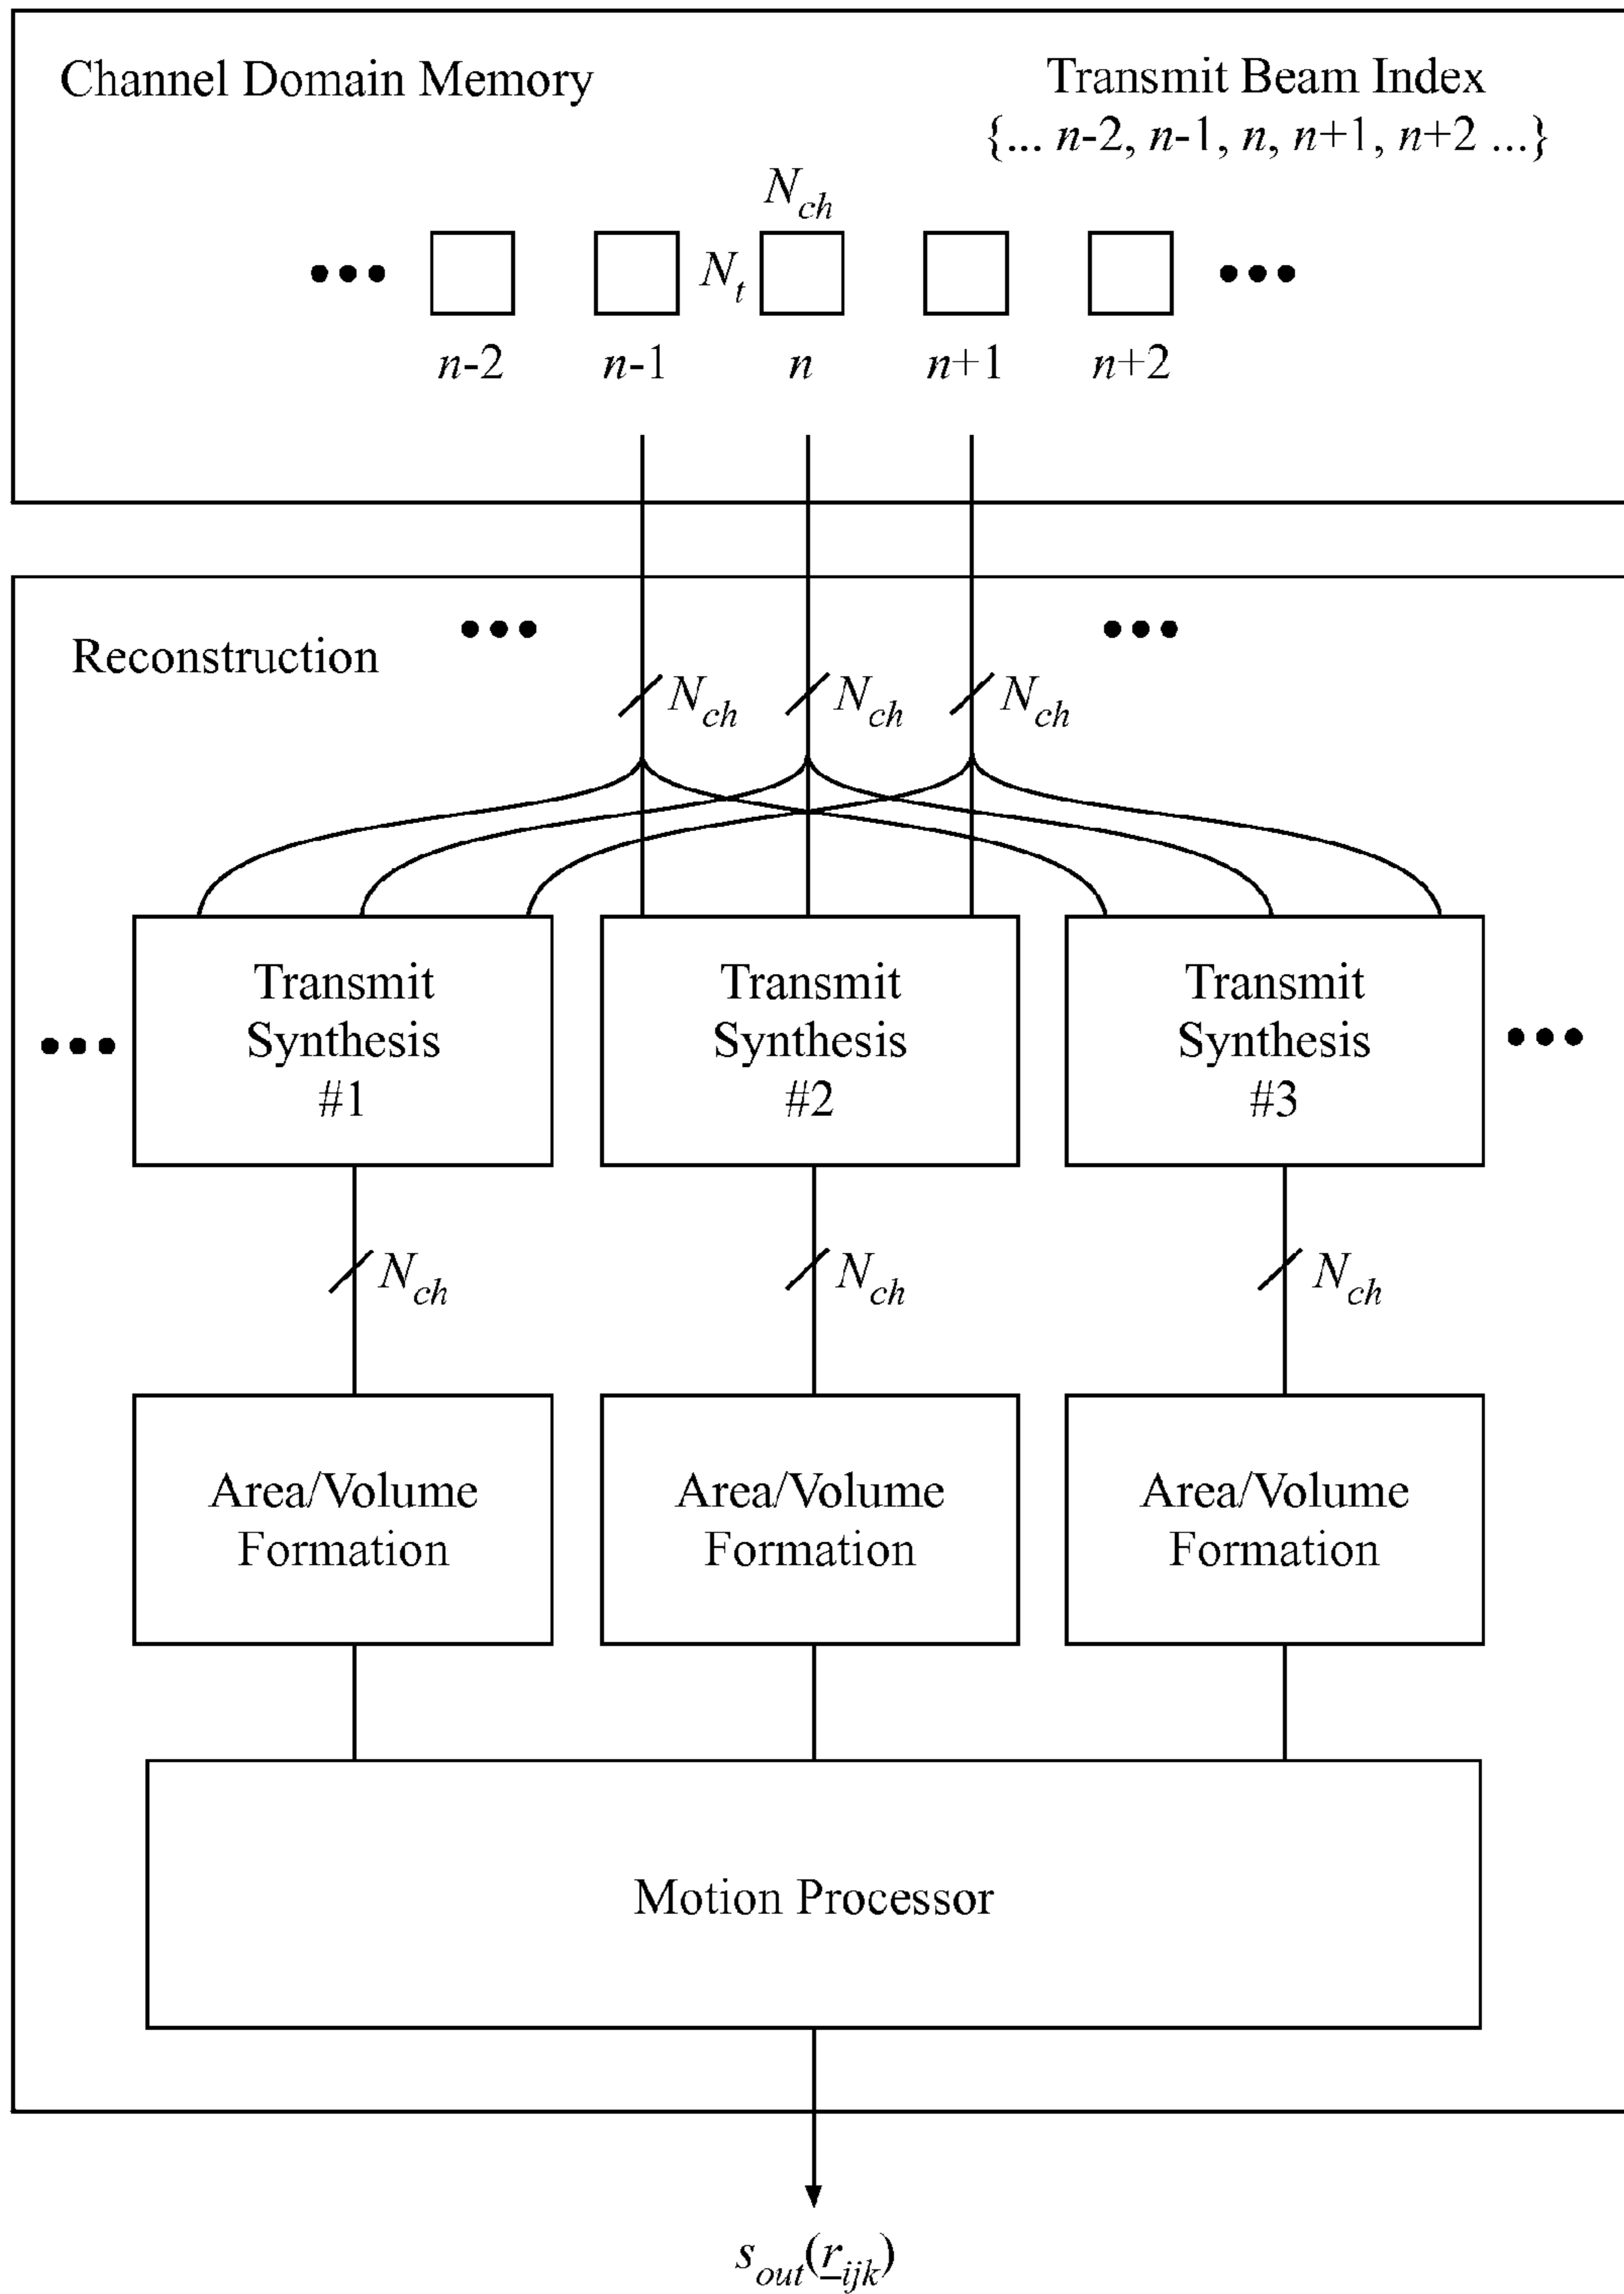 Channel Domain Memory
Transmit Beam Index
{... n-2, n-1, n, n+1, n+2 ...}
N_ch
••• N_t •••
n-2 n-1 n n+1 n+2
••• •••
Reconstruction
N_ch N_ch N_ch
Transmit
Synthesis
#1
Transmit
Synthesis
#2
Transmit
Synthesis
#3
••• •••
N_ch N_ch N_ch
Area/Volume
Formation
Area/Volume
Formation
Area/Volume
Formation
Motion Processor
s_out(r_ijk)